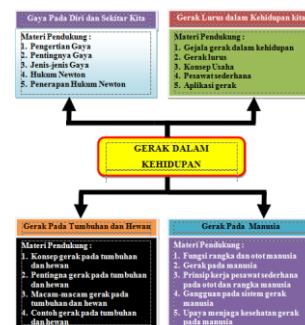 Gaya Pada Diri dan Sekitar Kita
Materi Pendukung :
1. Pengertian Gaya
2. Pentingnya Gaya
3. Jenis-jenis Gaya
4. Hukum Newton
5. Penerapan Hukum Newton
Gerak Lurus dalam Kehidupan kita
Materi Pendukung :
1. Gejala gerak dalam kehidupan
2. Gerak lurus
3. Konsep Usaha
4. Pesawat sederhana
5. Aplikasi gerak
GERAK DALAM
KEHIDUPAN
Gerak Pada Tumbuhan dan Hewan
Materi Pendukung :
1. Konsep gerak pada tumbuhan
dan hewan
2. Pentingna gerak pada tumbuhan
dan hewan
3. Macam-macam gerak pada
tumbuhan dan hewan
4. Contoh gerak pada tumbuhan
dan hewan
Gerak Pada Manusia
Materi Pendukung :
1. Fungsi rangka dan otot manusia
2. Gerak pada manusia
3. Prinsip kerja pesawat sederhana
pada otot dan rangka manusia
4. Gangguan pada sistem gerak
manusia
5. Upaya menjaga kesehatan gerak
pada manusia